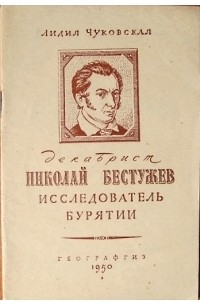 Лидия Чуковская
декабрист
НИКОЛАЙ БЕСТУЖЕВ
ИССЛЕДОВАТЕЛЬ
БУРЯТИИ
ГЕОГРАФГИЗ
1950